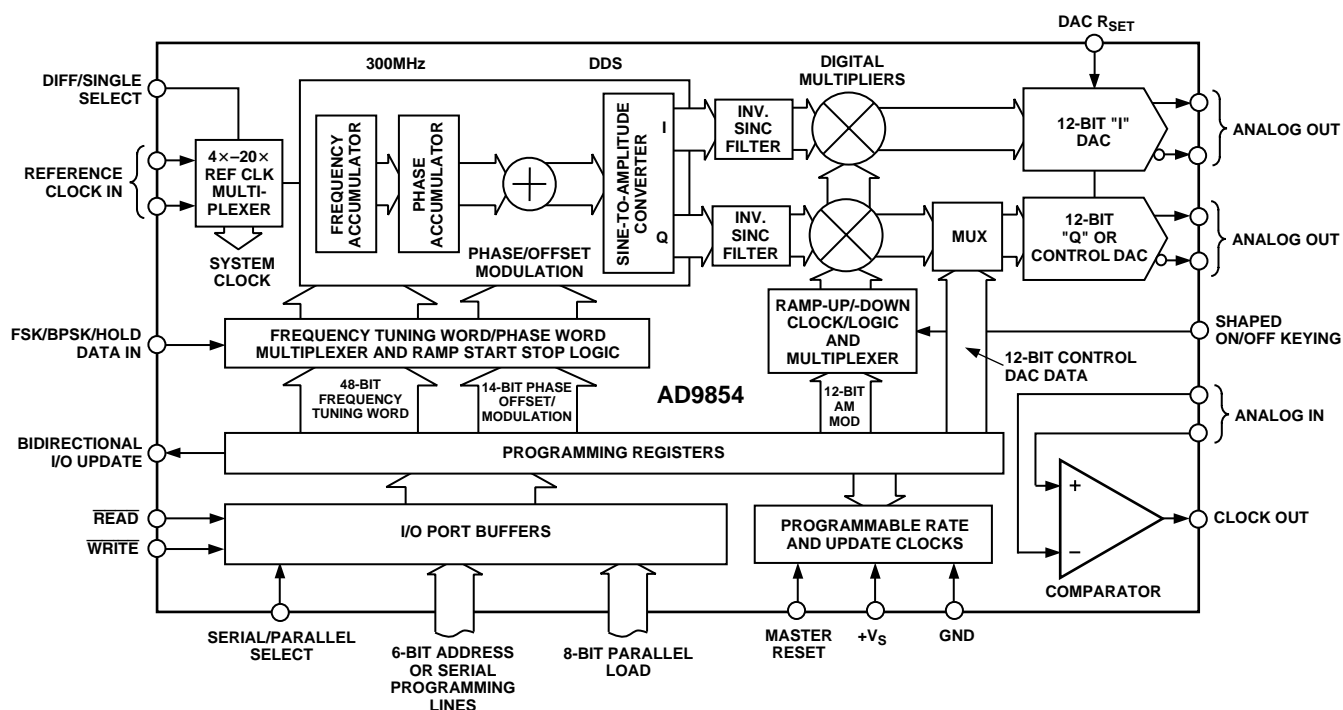 DAC RSET
300MHz
DDS
DIGITAL
MULTIPLIERS
DIFF/SINGLE
SELECT
REFERENCE
CLOCK IN
4×–20×
REF CLK
MULTI-
PLEXER
SYSTEM
CLOCK
FREQUENCY
ACCUMULATOR
PHASE
ACCUMULATOR
PHASE/OFFSET
MODULATION
SINE-TO-AMPLITUDE
CONVERTER
I
Q
INV.
SINC
FILTER
INV.
SINC
FILTER
MUX
12-BIT "I"
DAC
ANALOG OUT
12-BIT
"Q" OR
CONTROL DAC
ANALOG OUT
FSK/BPSK/HOLD
DATA IN
FREQUENCY TUNING WORD/PHASE WORD
MULTIPLEXER AND RAMP START STOP LOGIC
RAMP-UP/-DOWN
CLOCK/LOGIC
AND
MULTIPLEXER
SHAPED
ON/OFF KEYING
12-BIT CONTROL
DAC DATA
48-BIT
FREQUENCY
TUNING WORD
14-BIT PHASE
OFFSET/
MODULATION
AD9854
12-BIT
AM
MOD
ANALOG IN
BIDIRECTIONAL
I/O UPDATE
PROGRAMMING REGISTERS
READ
WRITE
I/O PORT BUFFERS
PROGRAMMABLE RATE
AND UPDATE CLOCKS
+
–
CLOCK OUT
COMPARATOR
SERIAL/PARALLEL
SELECT
6-BIT ADDRESS
OR SERIAL
PROGRAMMING
LINES
8-BIT PARALLEL
LOAD
MASTER
RESET
+VS
GND